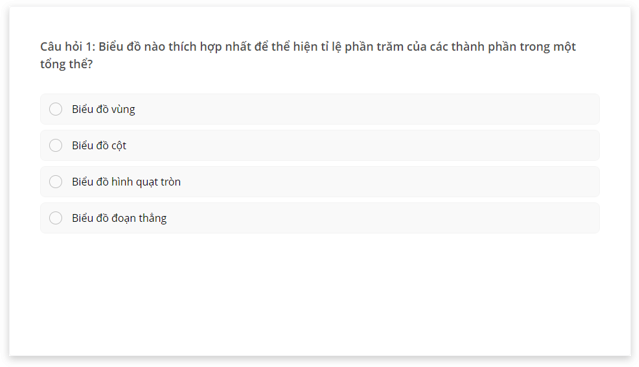 Câu hỏi 1: Biểu đồ nào thích hợp nhất để thể hiện tỉ lệ phần trăm của các thành phần trong một
tổng thể?
Biểu đồ vùng
Biểu đồ cột
Biểu đồ hình quạt tròn
Biểu đồ đoạn thẳng